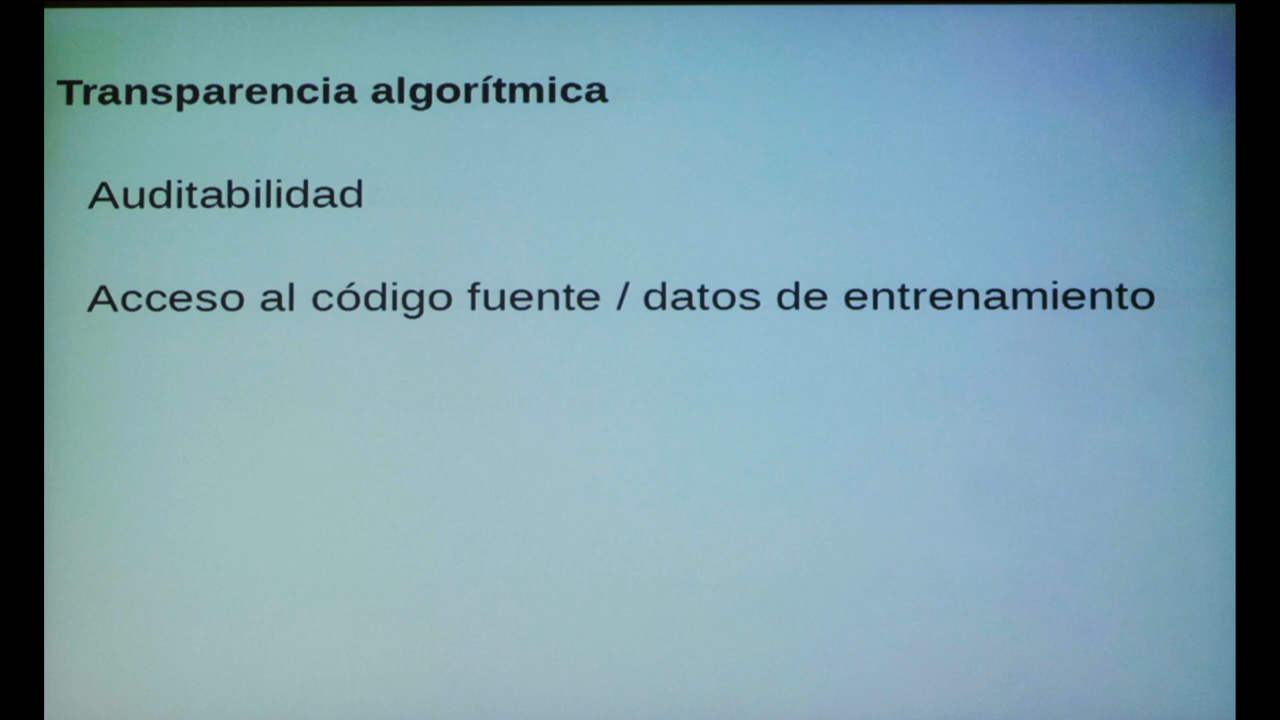 Transparencia algorítmica
Auditabilidad
Acceso al código fuente / datos de entrenamiento